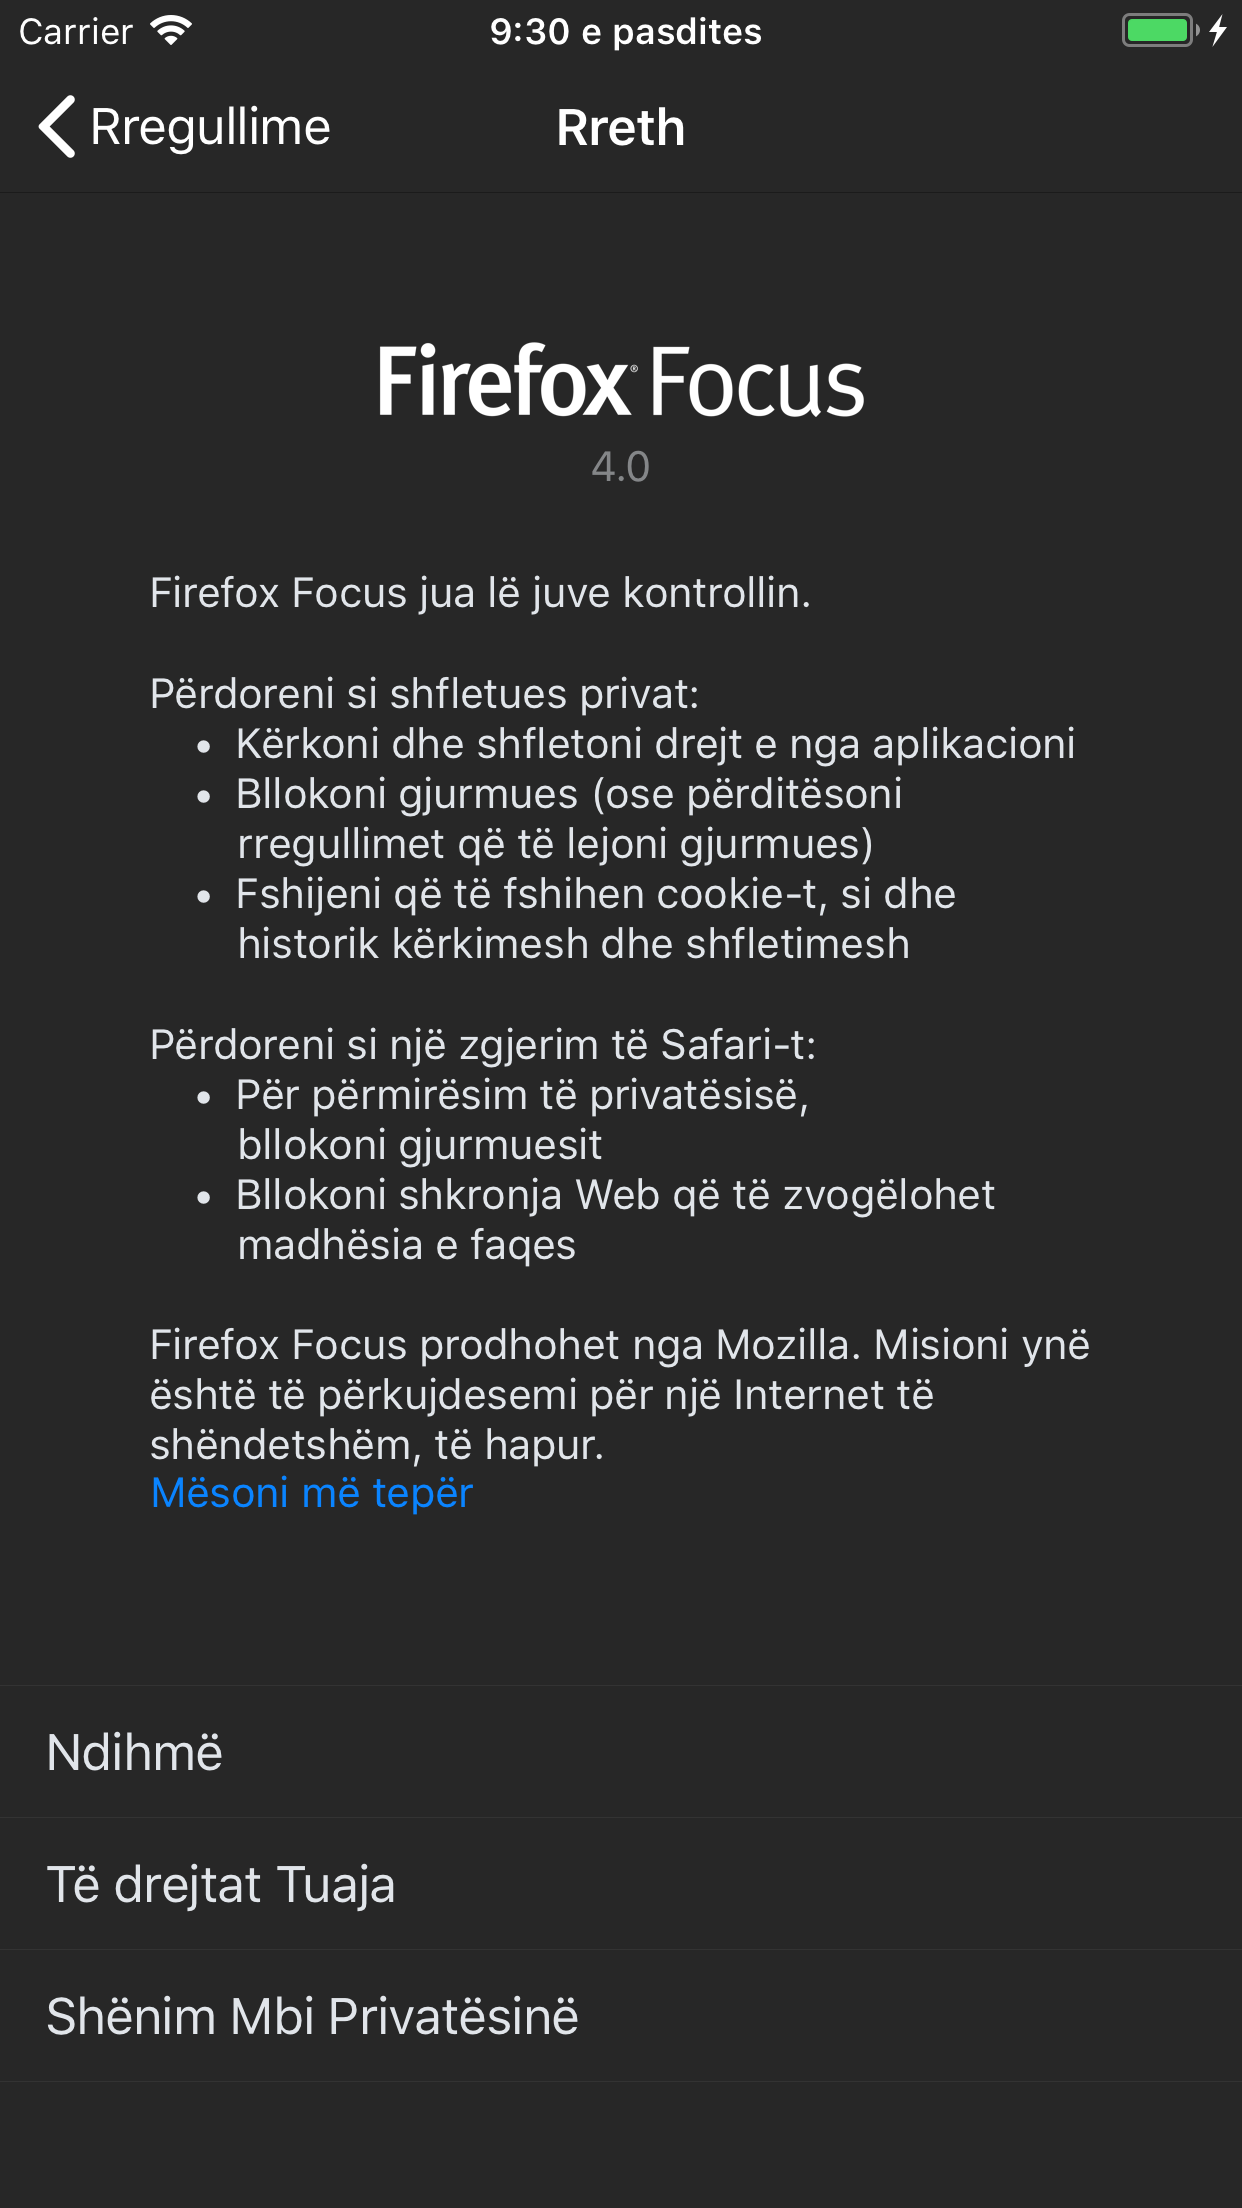 Carrier 9:30 e pasdites
Rregullime Rreth
Firefox® Focus
4.0
Firefox Focus jua lë juve kontrollin.
Përdoreni si shfletues privat:
• Kërkoni dhe shfletoni drejt e nga aplikacioni
• Bllokoni gjurmues (ose përditësoni
rregullimet që të lejoni gjurmues)
• Fshijeni që të fshihen cookie-t, si dhe
historik kërkimesh dhe shfletimesh
Përdoreni si një zgjerim të Safari-t:
• Për përmirësim të privatësisë,
bllokoni gjurmuesit
• Bllokoni shkronja Web që të zvogëlohet
madhësia e faqes
Firefox Focus prodhohet nga Mozilla. Misioni ynë
është të përkujdesemi për një Internet të
shëndetshëm, të hapur.
Mësoni më tepër
Ndihmë
Të drejtat Tuaja
Shënim Mbi Privatësinë